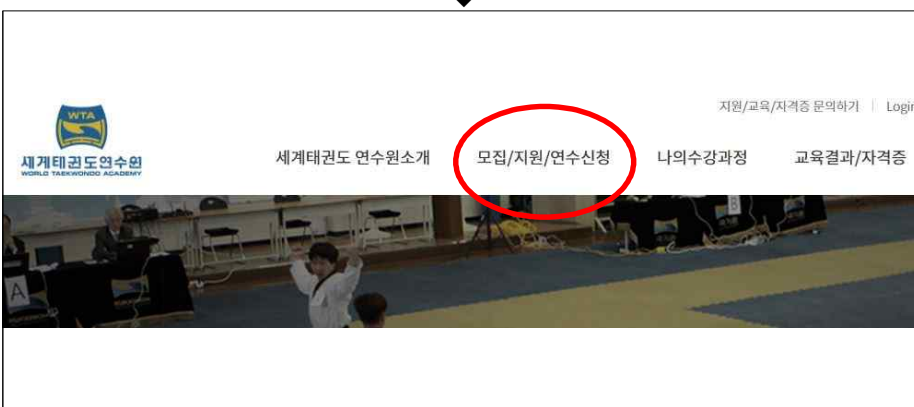 지원/교육/자격증 문의하기 | Login
WTA
세계태권도연수원
WORLD TAEKWONDO ACADEMY
세계태권도 연수원소개 모집/지원/연수신청 나의수강과정 교육결과/자격증
B
A